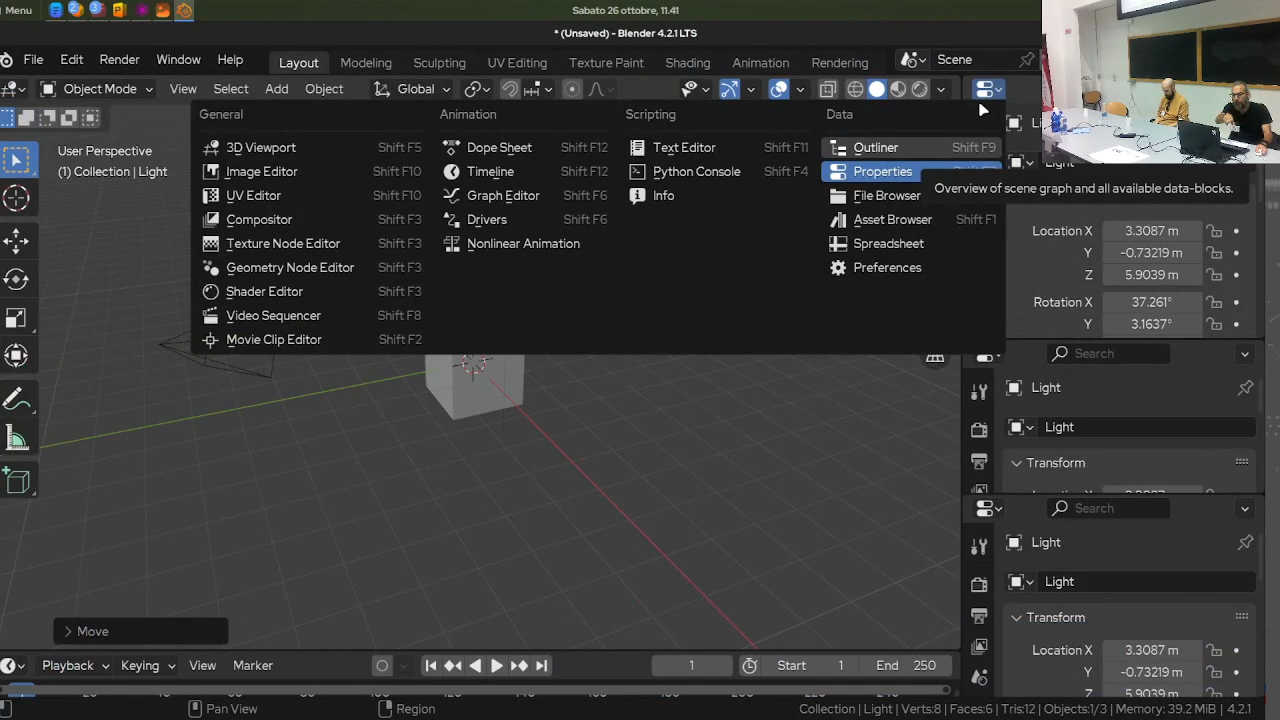 Menu
Sabato 26 ottobre, 11.41
* (Unsaved) - Blender 4.2.1 LTS
File Edit Render Window Help Layout Modeling Sculpting UV Editing Texture Paint Shading Animation Rendering Scene
Object Mode View Select Add Object Global
General
3D Viewport Shift F5
Image Editor Shift F10
UV Editor Shift F10
Compositor Shift F3
Texture Node Editor Shift F3
Geometry Node Editor Shift F3
Shader Editor Shift F3
Video Sequencer Shift F8
Movie Clip Editor Shift F2
Animation
Dope Sheet Shift F12
Timeline Shift F12
Graph Editor Shift F6
Drivers Shift F6
Nonlinear Animation
Scripting
Text Editor Shift F11
Python Console Shift F4
Info
Data
Outliner Shift F9
Properties
File Browser
Asset Browser Shift F1
Spreadsheet
Preferences
Overview of scene graph and all available data-blocks.
User Perspective
(1) Collection | Light
Location X 3.3087 m
Y -0.73219 m
Z 5.9039 m
Rotation X 37.261°
Y 3.1637°
Search
Light
Light
Transform
Search
Light
Light
Transform
Location X 3.3087 m
Y -0.73219 m
Z 5.9039 m
Move
Playback Keying View Marker 1 Start 1 End 250
Pan View Region Collection | Light | Verts:8 | Faces:6 | Tris:12 | Objects:1/3 | Memory: 39.2 MiB | 4.2.1